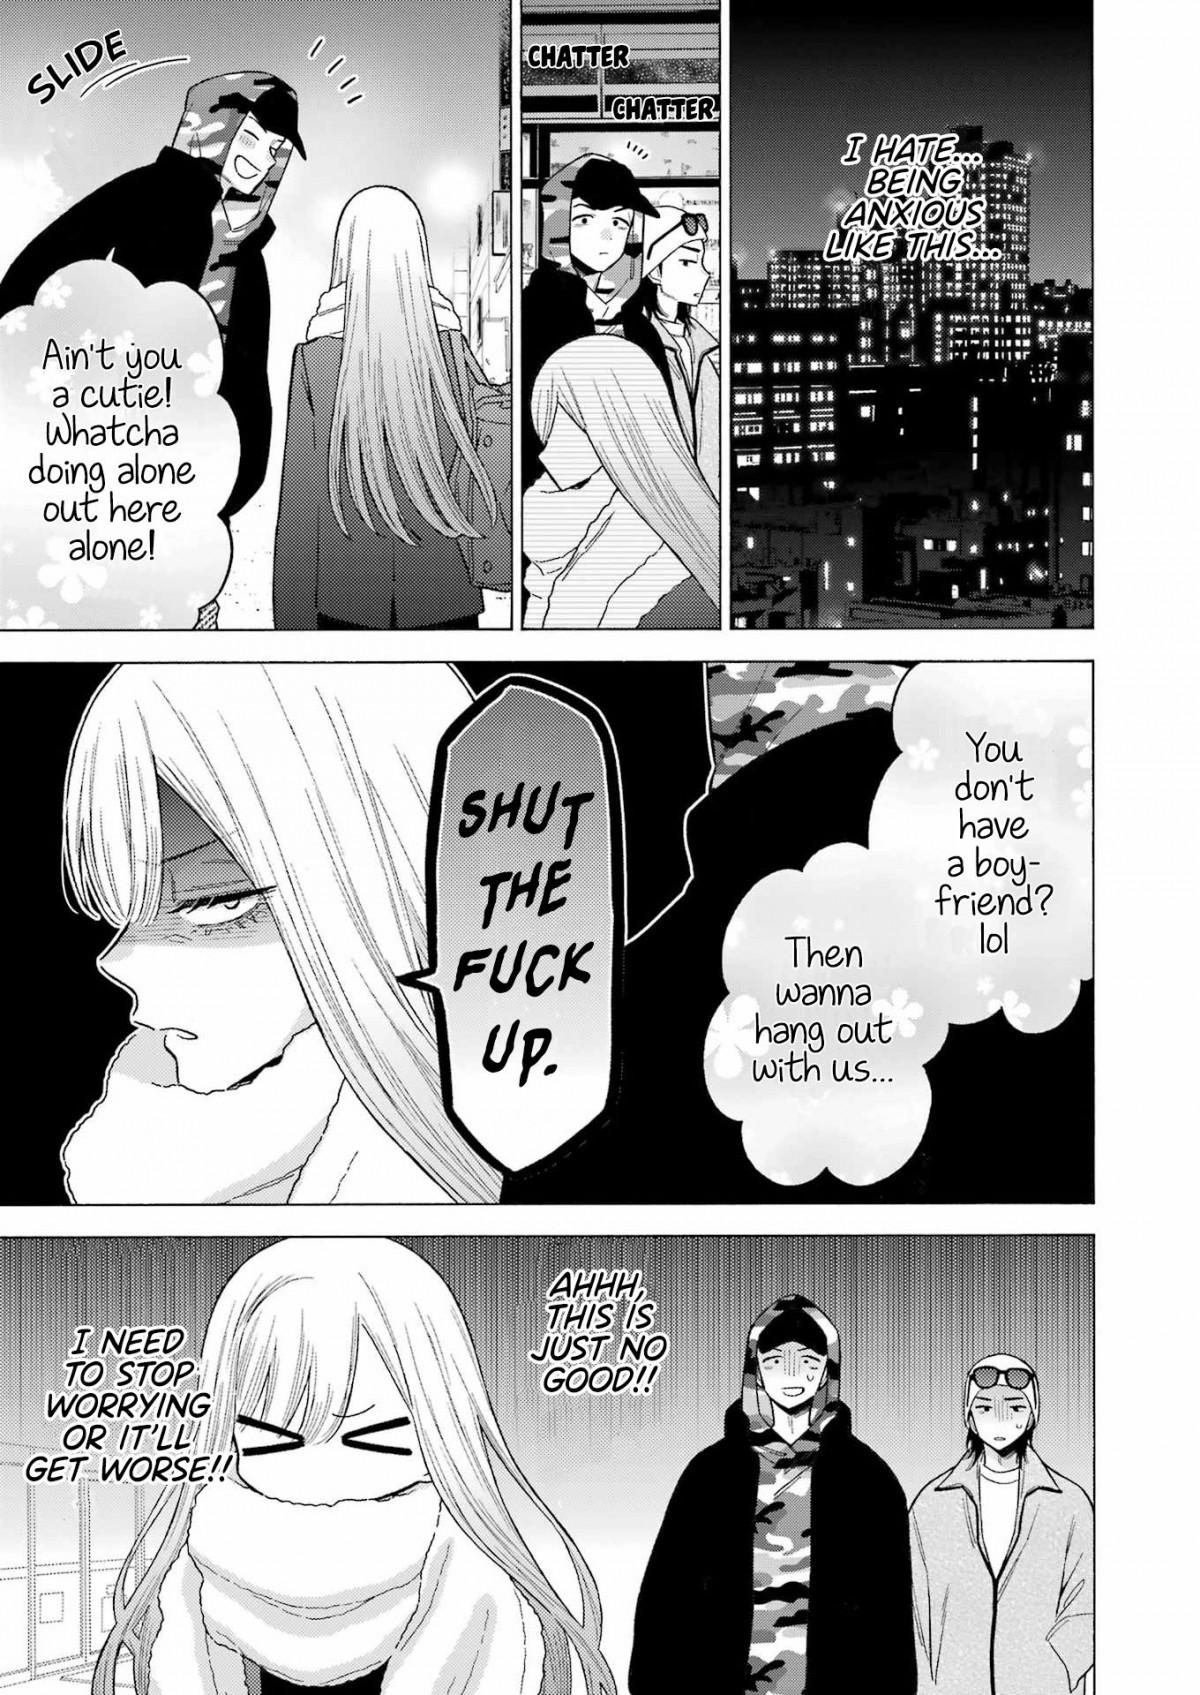 I HATE...
BEING
ANXIOUS
LIKE THIS...
CHATTER
CHATTER
SLIDE
Ain't you
a cutie!
Whatcha
doing alone
out here
alone!
You
don't
have
a boy-
friend?
lol
Then
wanna
hang out
with us...
SHUT
THE
FUCK
UP.
AHHH,
THIS IS
JUST NO
GOOD!!
I NEED
TO STOP
WORRYING
OR IT'LL
GET WORSE!!